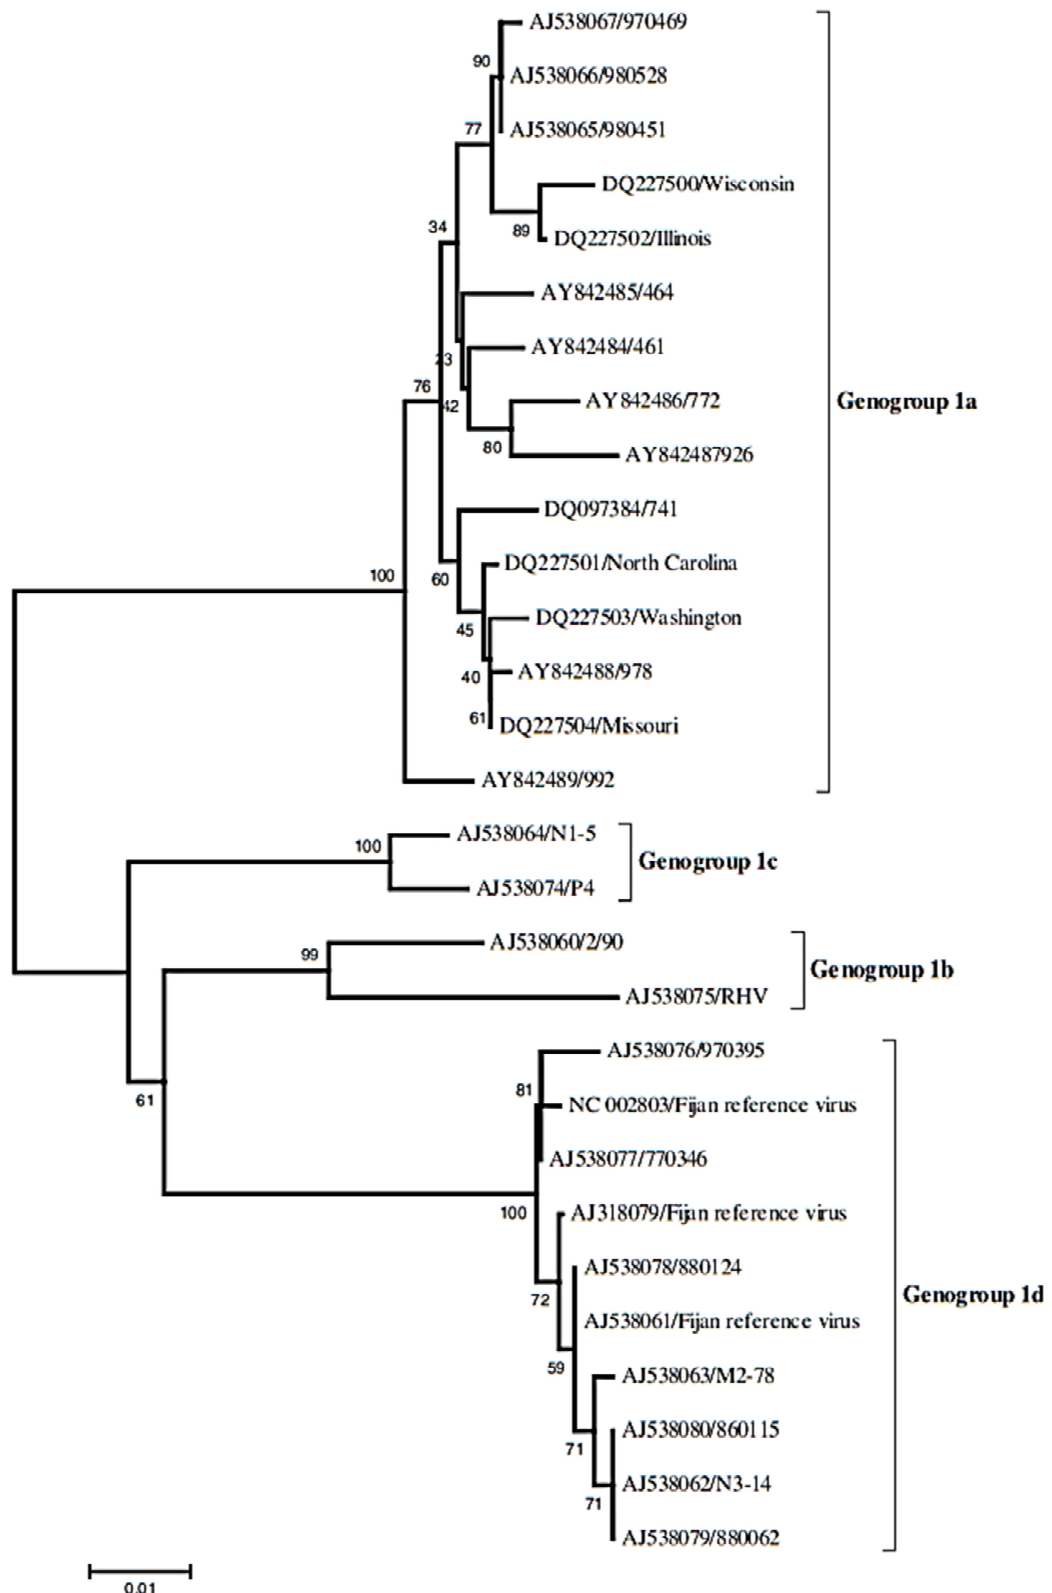 AJ538067/970469
90
AJ538066/980528
AJ538065/980451
77
DQ227500/Wisconsin
89
DQ227502/Illinois
34
AY842485/464
AY842484/461
23
76
42
AY842486/772
Genogroup 1a
80
AY842487926
DQ097384/741
DQ227501/North Carolina
100
60
DQ227503/Washington
45
AY842488/978
40
61
DQ227504/Missouri
AY842489/992
AJ538064/N1-5
100
Genogroup 1c
AJ538074/P4
AJ538060/2/90
99
Genogroup 1b
AJ538075/RHV
AJ538076/970395
81
61
NC 002803/Fijan reference virus
AJ538077/770346
100
AJ318079/Fijan reference virus
AJ538078/880124
72
Genogroup 1d
AJ538061/Fijan reference virus
59
AJ538063/M2-78
AJ538080/860115
71
AJ538062/N3-14
71
AJ538079/880062
0.01